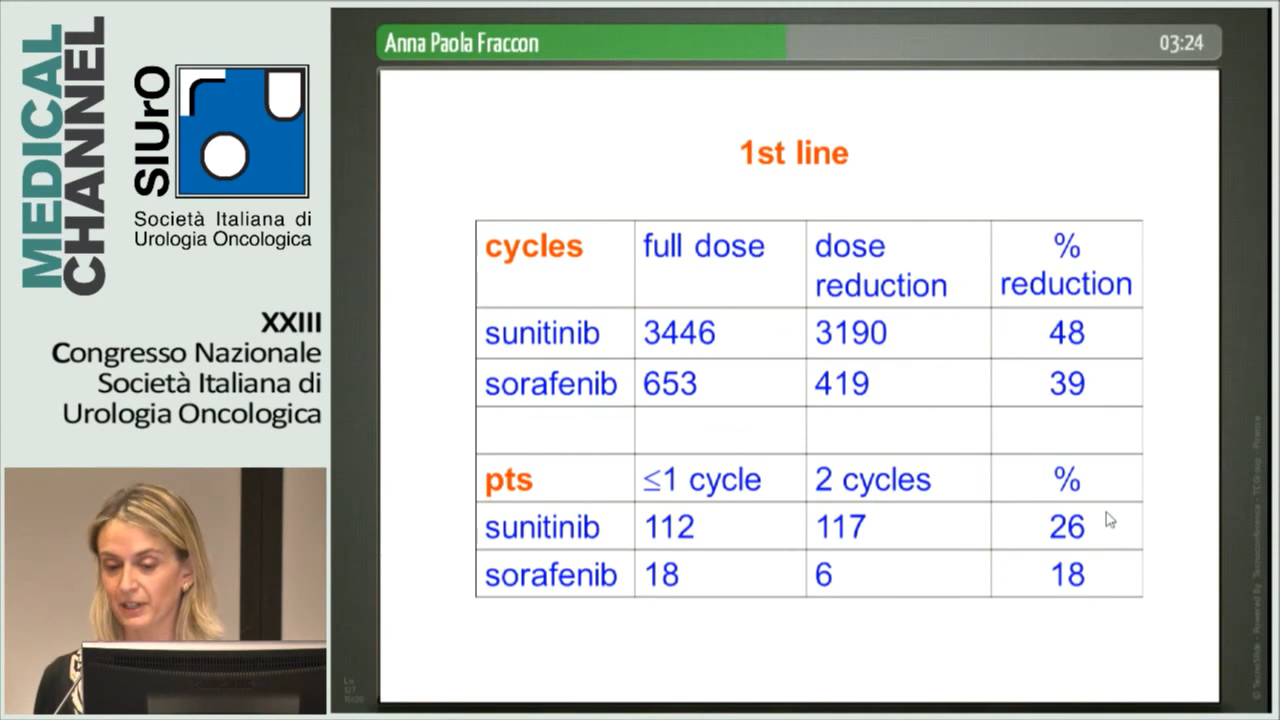 MEDICAL
CHANNEL
SIUrO
Società Italiana di
Urologia Oncologica
XXIII
Congresso Nazionale
Società Italiana di
Urologia Oncologica
Anna Paola Fraccon
03:24
1st line
cycles full dose dose reduction % reduction
sunitinib 3446 3190 48
sorafenib 653 419 39
pts ≤1 cycle 2 cycles %
sunitinib 112 117 26
sorafenib 18 6 18